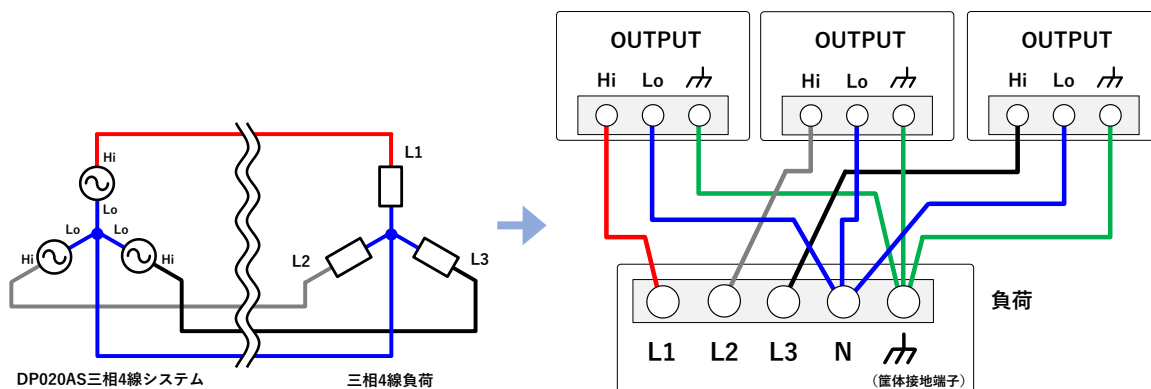 Hi
Lo
Lo
Hi
Lo
Hi
L1
L2
L3
DP020AS三相4線システム
三相4線負荷
OUTPUT
Hi Lo
OUTPUT
Hi Lo
OUTPUT
Hi Lo
負荷
L1 L2 L3 N
（筐体接地端子）